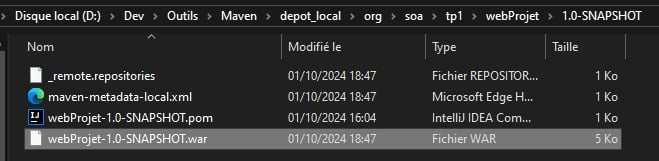 Disque local (D:) > Dev > Outils > Maven > depot_local > org > soa > tp1 > webProjet > 1.0-SNAPSHOT
Nom Modifié le Type Taille
_remote.repositories 01/10/2024 18:47 Fichier REPOSITOR... 1 Ko
maven-metadata-local.xml 01/10/2024 18:47 Microsoft Edge H... 1 Ko
webProjet-1.0-SNAPSHOT.pom 01/10/2024 16:04 IntelliJ IDEA Com... 1 Ko
webProjet-1.0-SNAPSHOT.war 01/10/2024 18:47 Fichier WAR 5 Ko